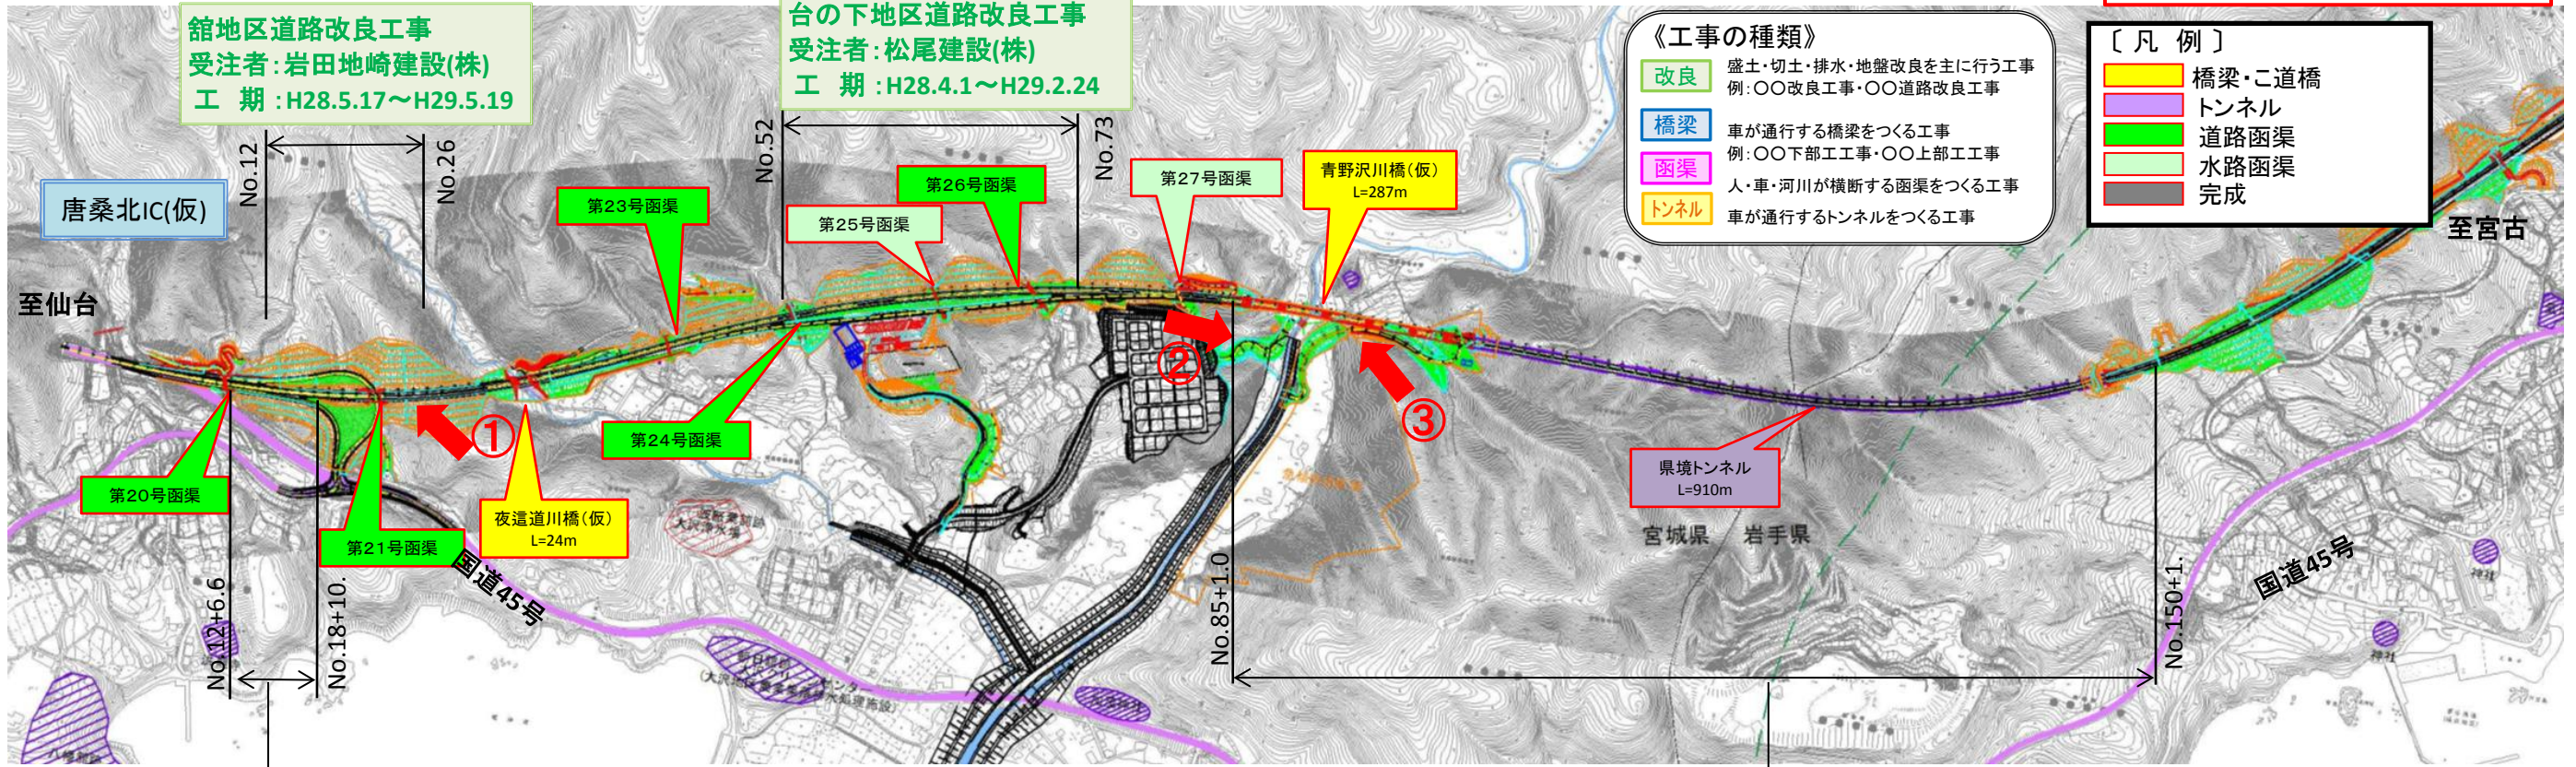 舘地区道路改良工事
受注者:岩田地崎建設(株)
工　期:H28.5.17～H29.5.19
台の下地区道路改良工事
受注者:松尾建設(株)
工　期:H28.4.1～H29.2.24
《工事の種類》
改良
盛土・切土・排水・地盤改良を主に行う工事
例:〇〇改良工事・〇〇道路改良工事
橋梁
車が通行する橋梁をつくる工事
例:〇〇下部工工事・〇〇上部工工事
函渠
人・車・河川が横断する函渠をつくる工事
トンネル
車が通行するトンネルをつくる工事
〔 凡 例 〕
橋梁・こ道橋
トンネル
道路函渠
水路函渠
完成
No.12
No.26
No.52
No.73
唐桑北IC(仮)
至仙台
至宮古
第23号函渠
第25号函渠
第26号函渠
第27号函渠
青野沢川橋(仮)
L=287m
①
②
③
第20号函渠
第21号函渠
夜這道川橋(仮)
L=24m
第24号函渠
県境トンネル
L=910m
宮城県
岩手県
国道45号
国道45号
No.12+6.6
No.18+10.
No.85+1.0
No.150+1.
神社
神社